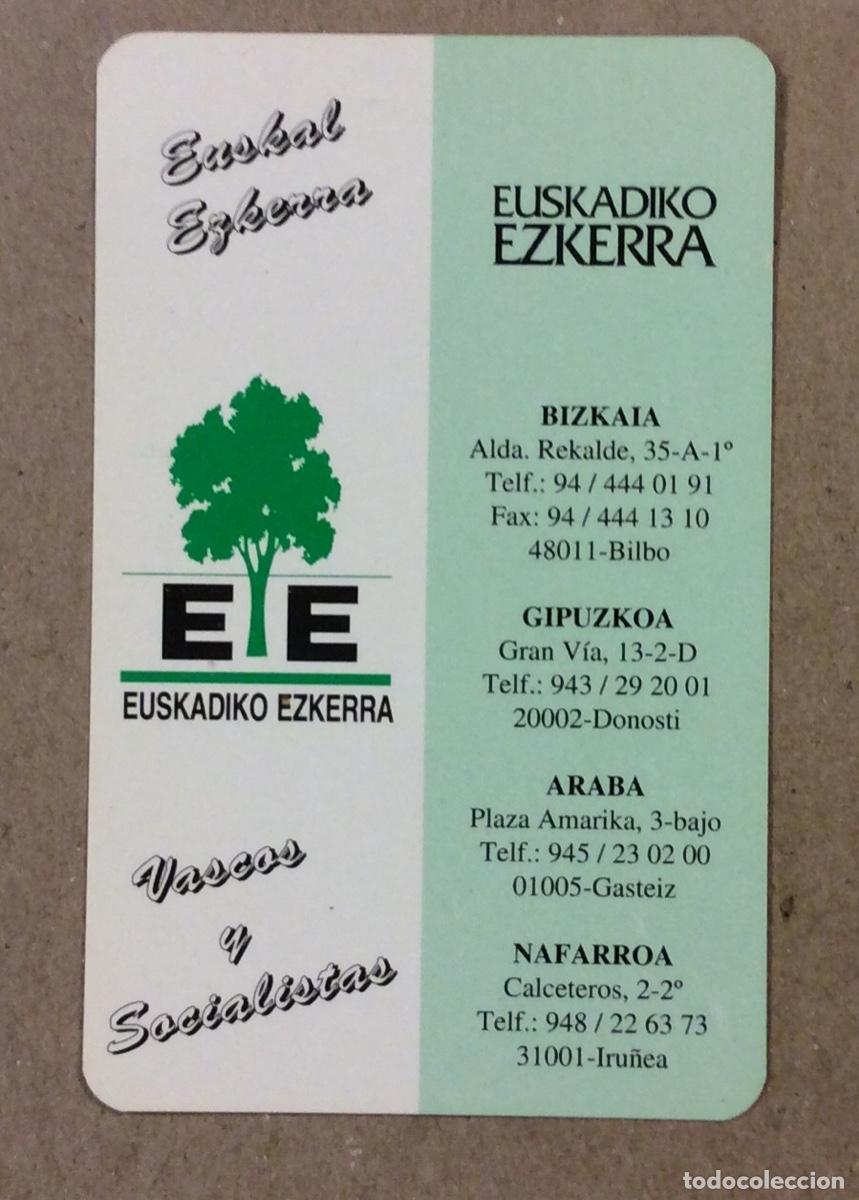 Euskal
Ezkerra
E E
EUSKADIKO EZKERRA
Vascos
y
Socialistas
EUSKADIKO
EZKERRA
BIZKAIA
Alda. Rekalde, 35-A-1º
Telf.: 94 / 444 01 91
Fax: 94 / 444 13 10
48011-Bilbo
GIPUZKOA
Gran Vía, 13-2-D
Telf.: 943 / 29 20 01
20002-Donosti
ARABA
Plaza Amarika, 3-bajo
Telf.: 945 / 23 02 00
01005-Gasteiz
NAFARROA
Calceteros, 2-2º
Telf.: 948 / 22 63 73
31001-Iruñea
todocoleccion